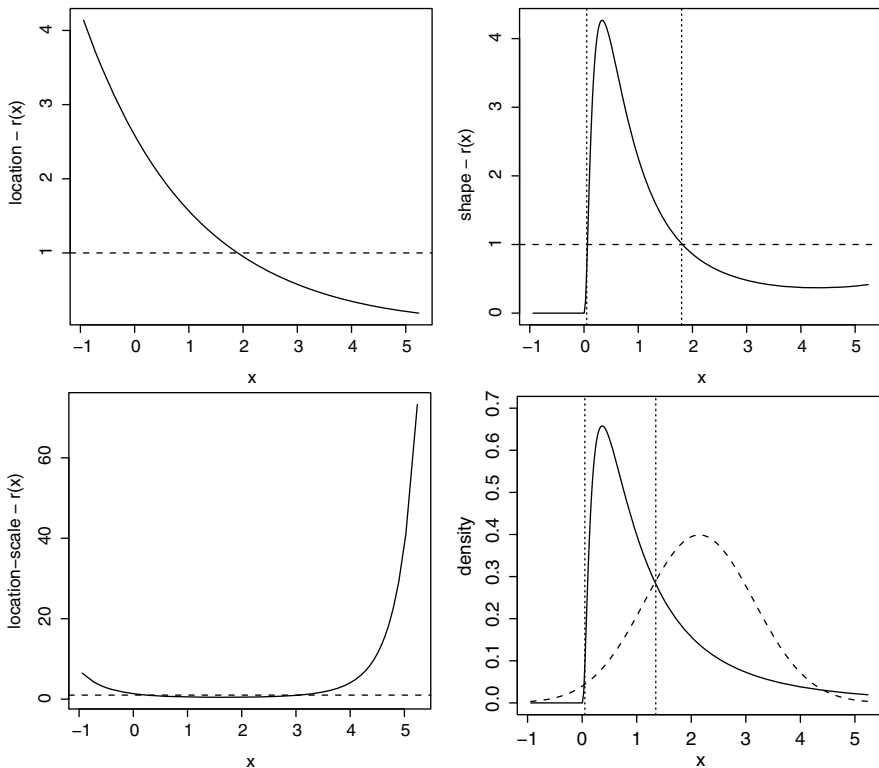 location − r(x)
4
3
2
1
−1 0 1 2 3 4 5
x
shape − r(x)
4
3
2
1
0
−1 0 1 2 3 4 5
x
location−scale − r(x)
60
40
20
0
−1 0 1 2 3 4 5
x
density
0.7
0.6
0.5
0.4
0.3
0.2
0.1
0.0
−1 0 1 2 3 4 5
x